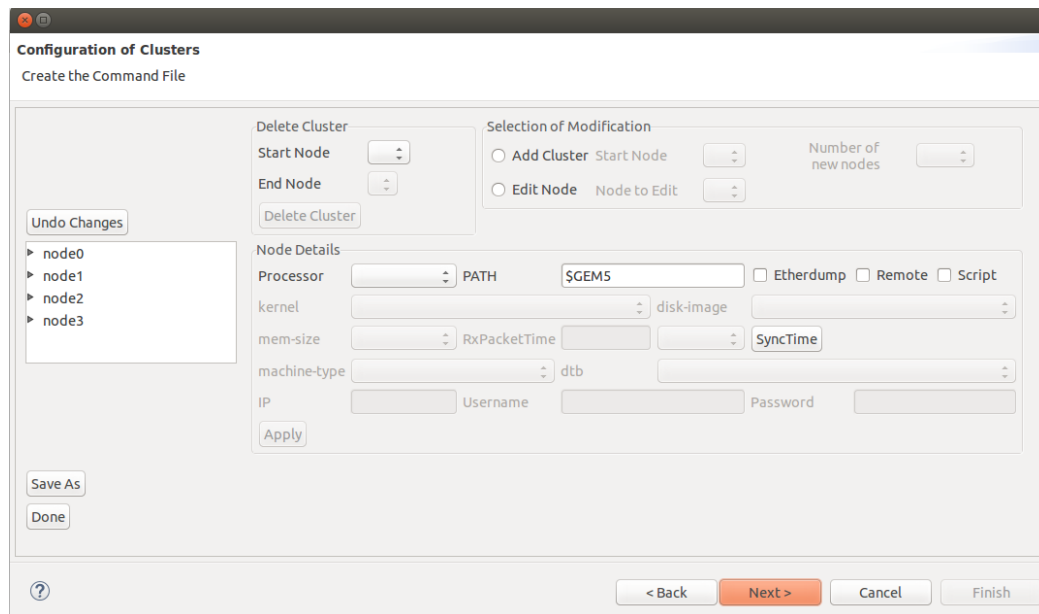 Configuration of Clusters
Create the Command File
Delete Cluster
Start Node
End Node
Delete Cluster
Selection of Modification
Add Cluster Start Node
Number of
new nodes
Edit Node Node to Edit
Undo Changes
node0
node1
node2
node3
Node Details
Processor PATH $GEM5 Etherdump Remote Script
kernel disk-image
mem-size RxPacketTime SyncTime
machine-type dtb
IP Username Password
Apply
Save As
Done
? < Back Next > Cancel Finish